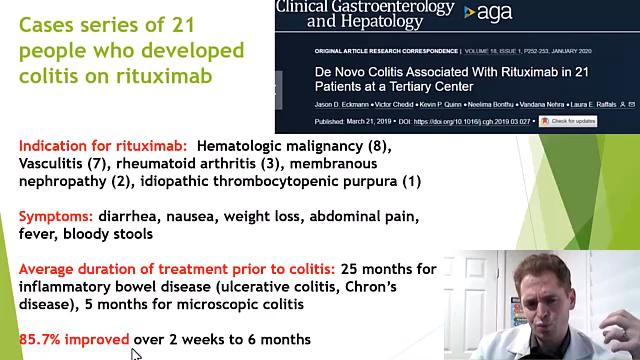 Cases series of 21
people who developed
colitis on rituximab
Clinical Gastroenterology
and Hepatology
aga
ORIGINAL ARTICLE RESEARCH CORRESPONDENCE | VOLUME 18, ISSUE 1, P252-253, JANUARY 2020
De Novo Colitis Associated With Rituximab in 21
Patients at a Tertiary Center
Jason D. Eckmann • Victor Chedid • Kevin P. Quinn • Neelima Bonthu • Vandana Nehra • Laura E. Raffals
Published: March 21, 2019 • DOI: https://doi.org/10.1016/j.cgh.2019.03.027
Check for updates
Indication for rituximab: Hematologic malignancy (8),
Vasculitis (7), rheumatoid arthritis (3), membranous
nephropathy (2), idiopathic thrombocytopenic purpura (1)
Symptoms: diarrhea, nausea, weight loss, abdominal pain,
fever, bloody stools
Average duration of treatment prior to colitis: 25 months for
inflammatory bowel disease (ulcerative colitis, Chron's
disease), 5 months for microscopic colitis
85.7% improved over 2 weeks to 6 months